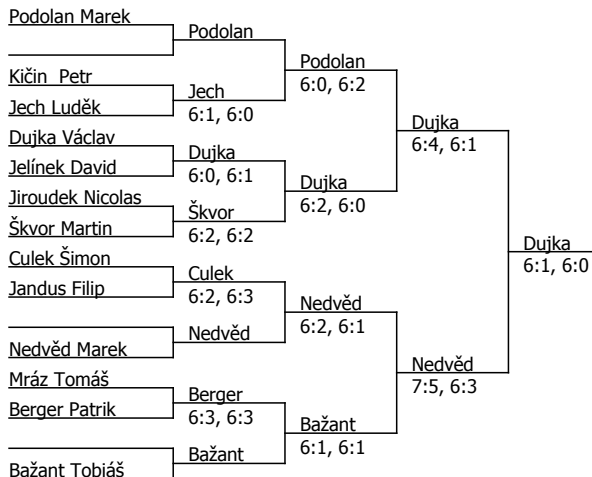 Podolan Marek
Podolan
Podolan
6:0, 6:2
Kičin  Petr
Jech
6:1, 6:0
Jech Luděk
Dujka
6:4, 6:1
Dujka Václav
Dujka
6:0, 6:1
Jelínek David
Dujka
6:2, 6:0
Jiroudek Nicolas
Škvor
6:2, 6:2
Škvor Martin
Dujka
6:1, 6:0
Culek Šimon
Culek
6:2, 6:3
Jandus Filip
Nedvěd
6:2, 6:1
Nedvěd
Nedvěd Marek
Nedvěd
7:5, 6:3
Mráz Tomáš
Berger
6:3, 6:3
Berger Patrik
Bažant
6:1, 6:1
Bažant
Bažant Tobiáš